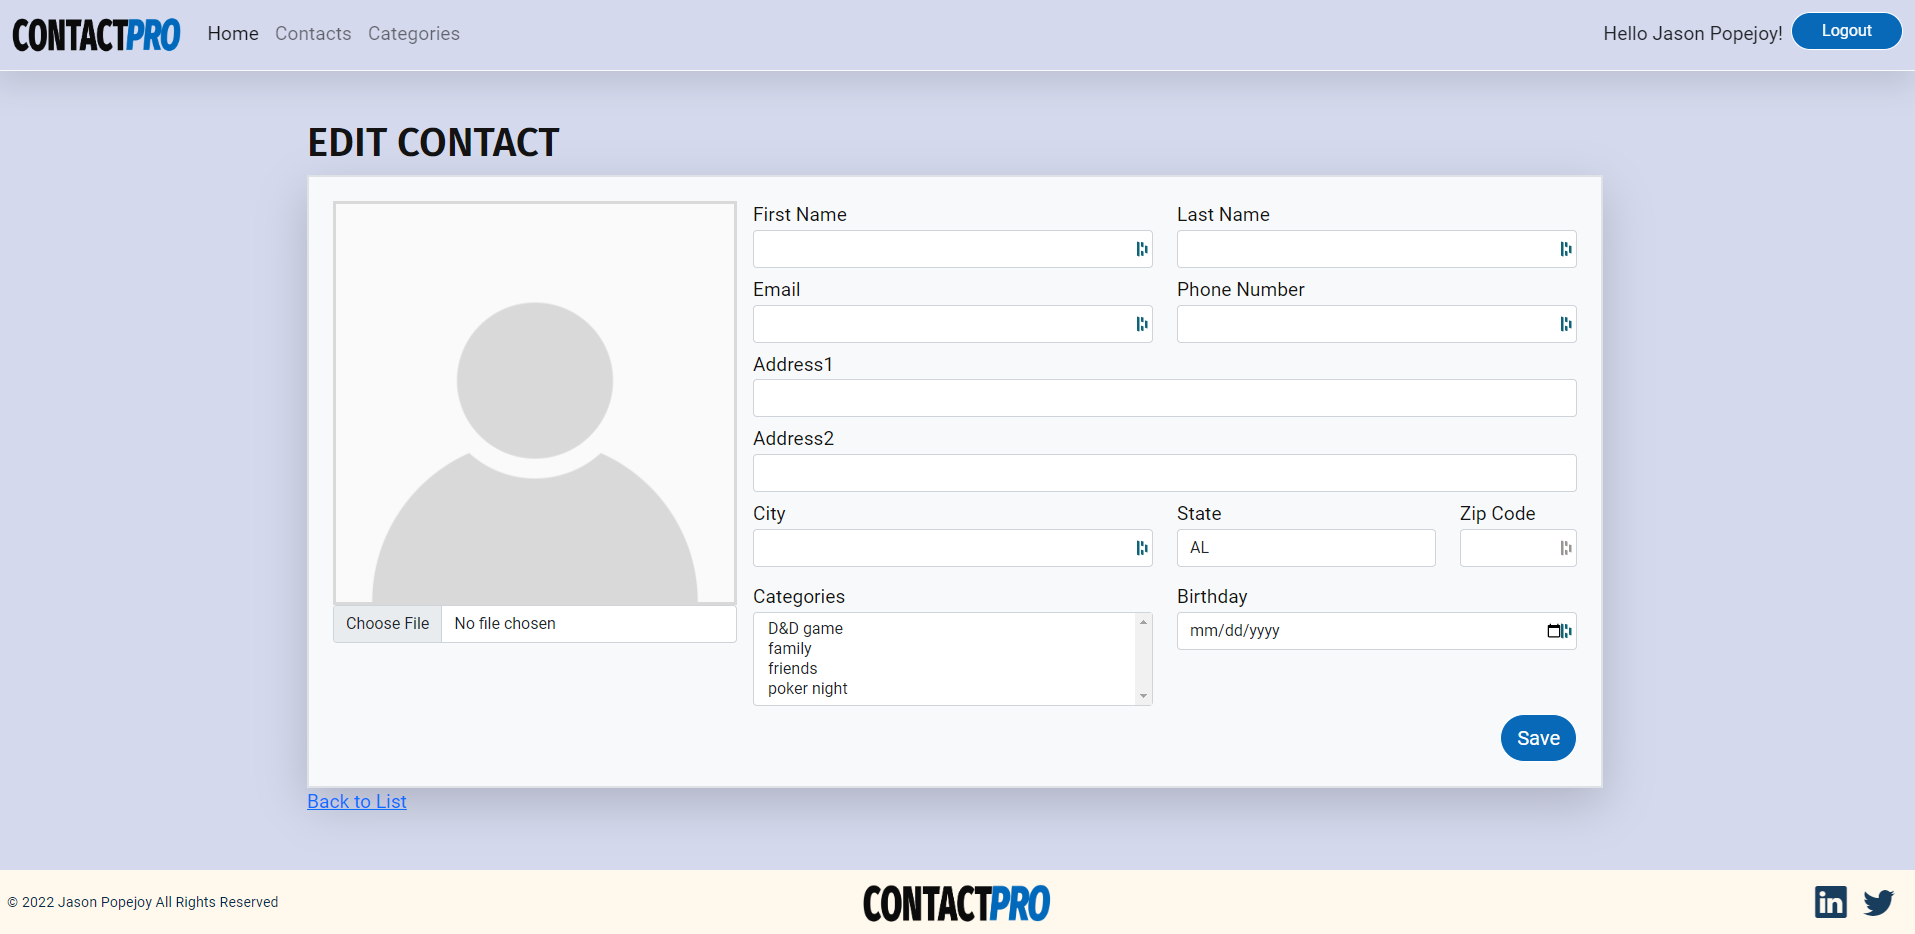 CONTACTPRO Home Contacts Categories Hello Jason Popejoy! Logout
EDIT CONTACT
First Name Last Name
Email Phone Number
Address1
Address2
City State Zip Code
AL
Choose File No file chosen
Categories Birthday
D&D game
family
friends
poker night
mm/dd/yyyy
Save
Back to List
© 2022 Jason Popejoy All Rights Reserved CONTACTPRO in